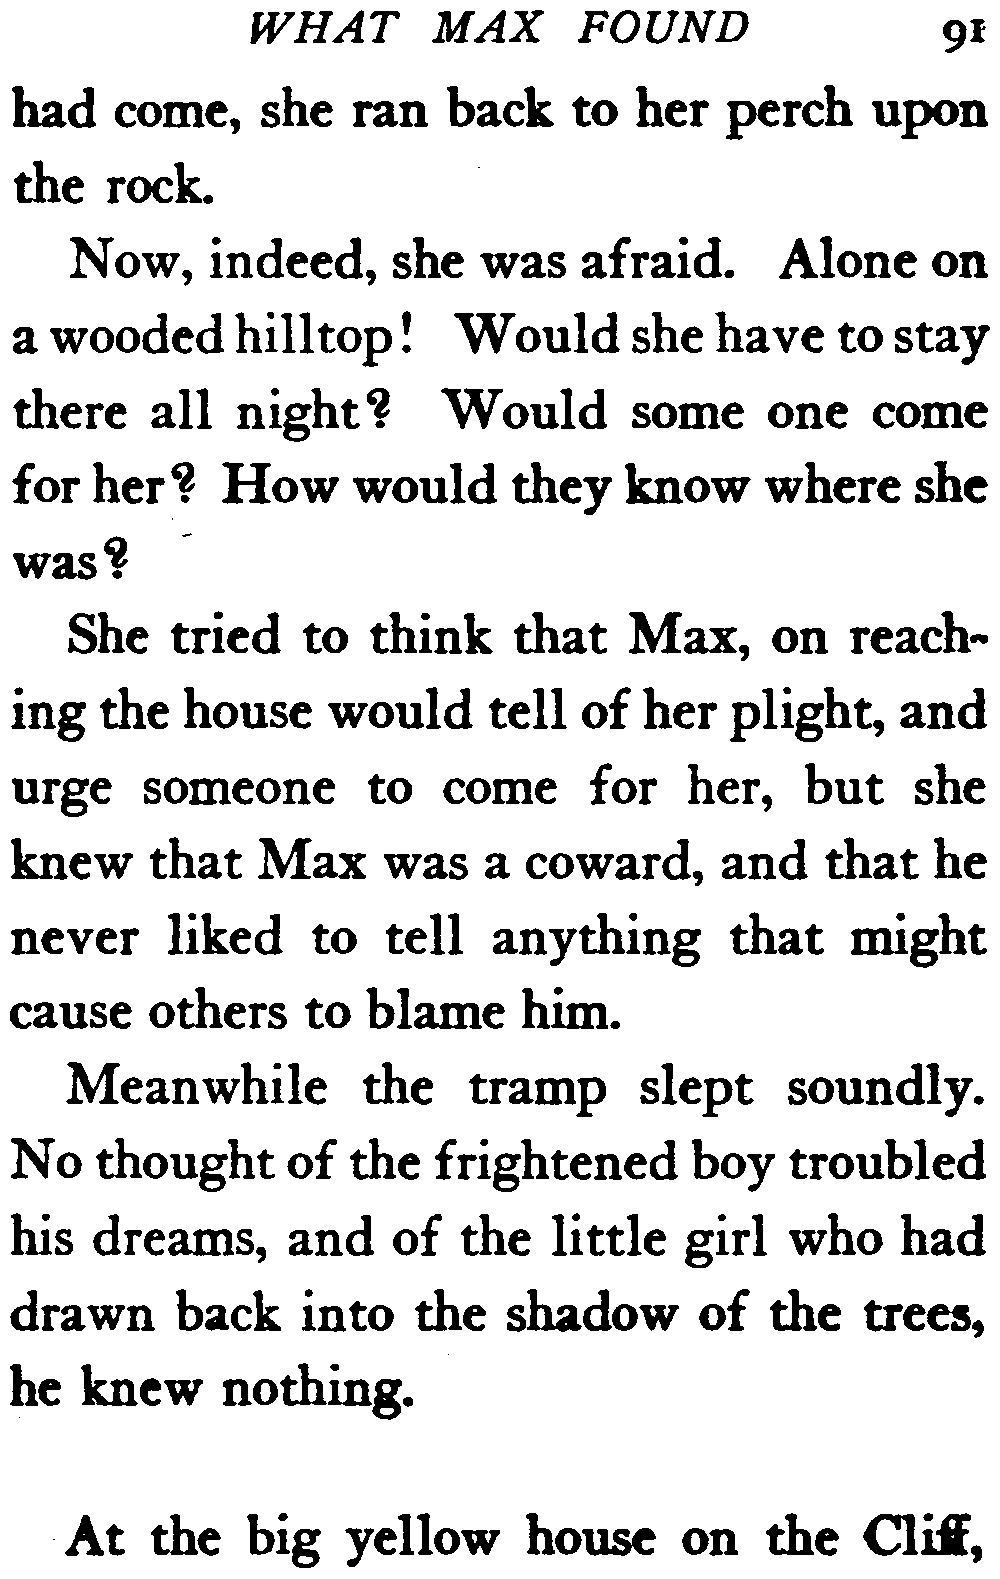 WHAT MAX FOUND 91
had come, she ran back to her perch upon
the rock.
Now, indeed, she was afraid. Alone on
a wooded hilltop! Would she have to stay
there all night? Would some one come
for her? How would they know where she
was?
She tried to think that Max, on reach-
ing the house would tell of her plight, and
urge someone to come for her, but she
knew that Max was a coward, and that he
never liked to tell anything that might
cause others to blame him.
Meanwhile the tramp slept soundly.
No thought of the frightened boy troubled
his dreams, and of the little girl who had
drawn back into the shadow of the trees,
he knew nothing.
At the big yellow house on the Cliff,